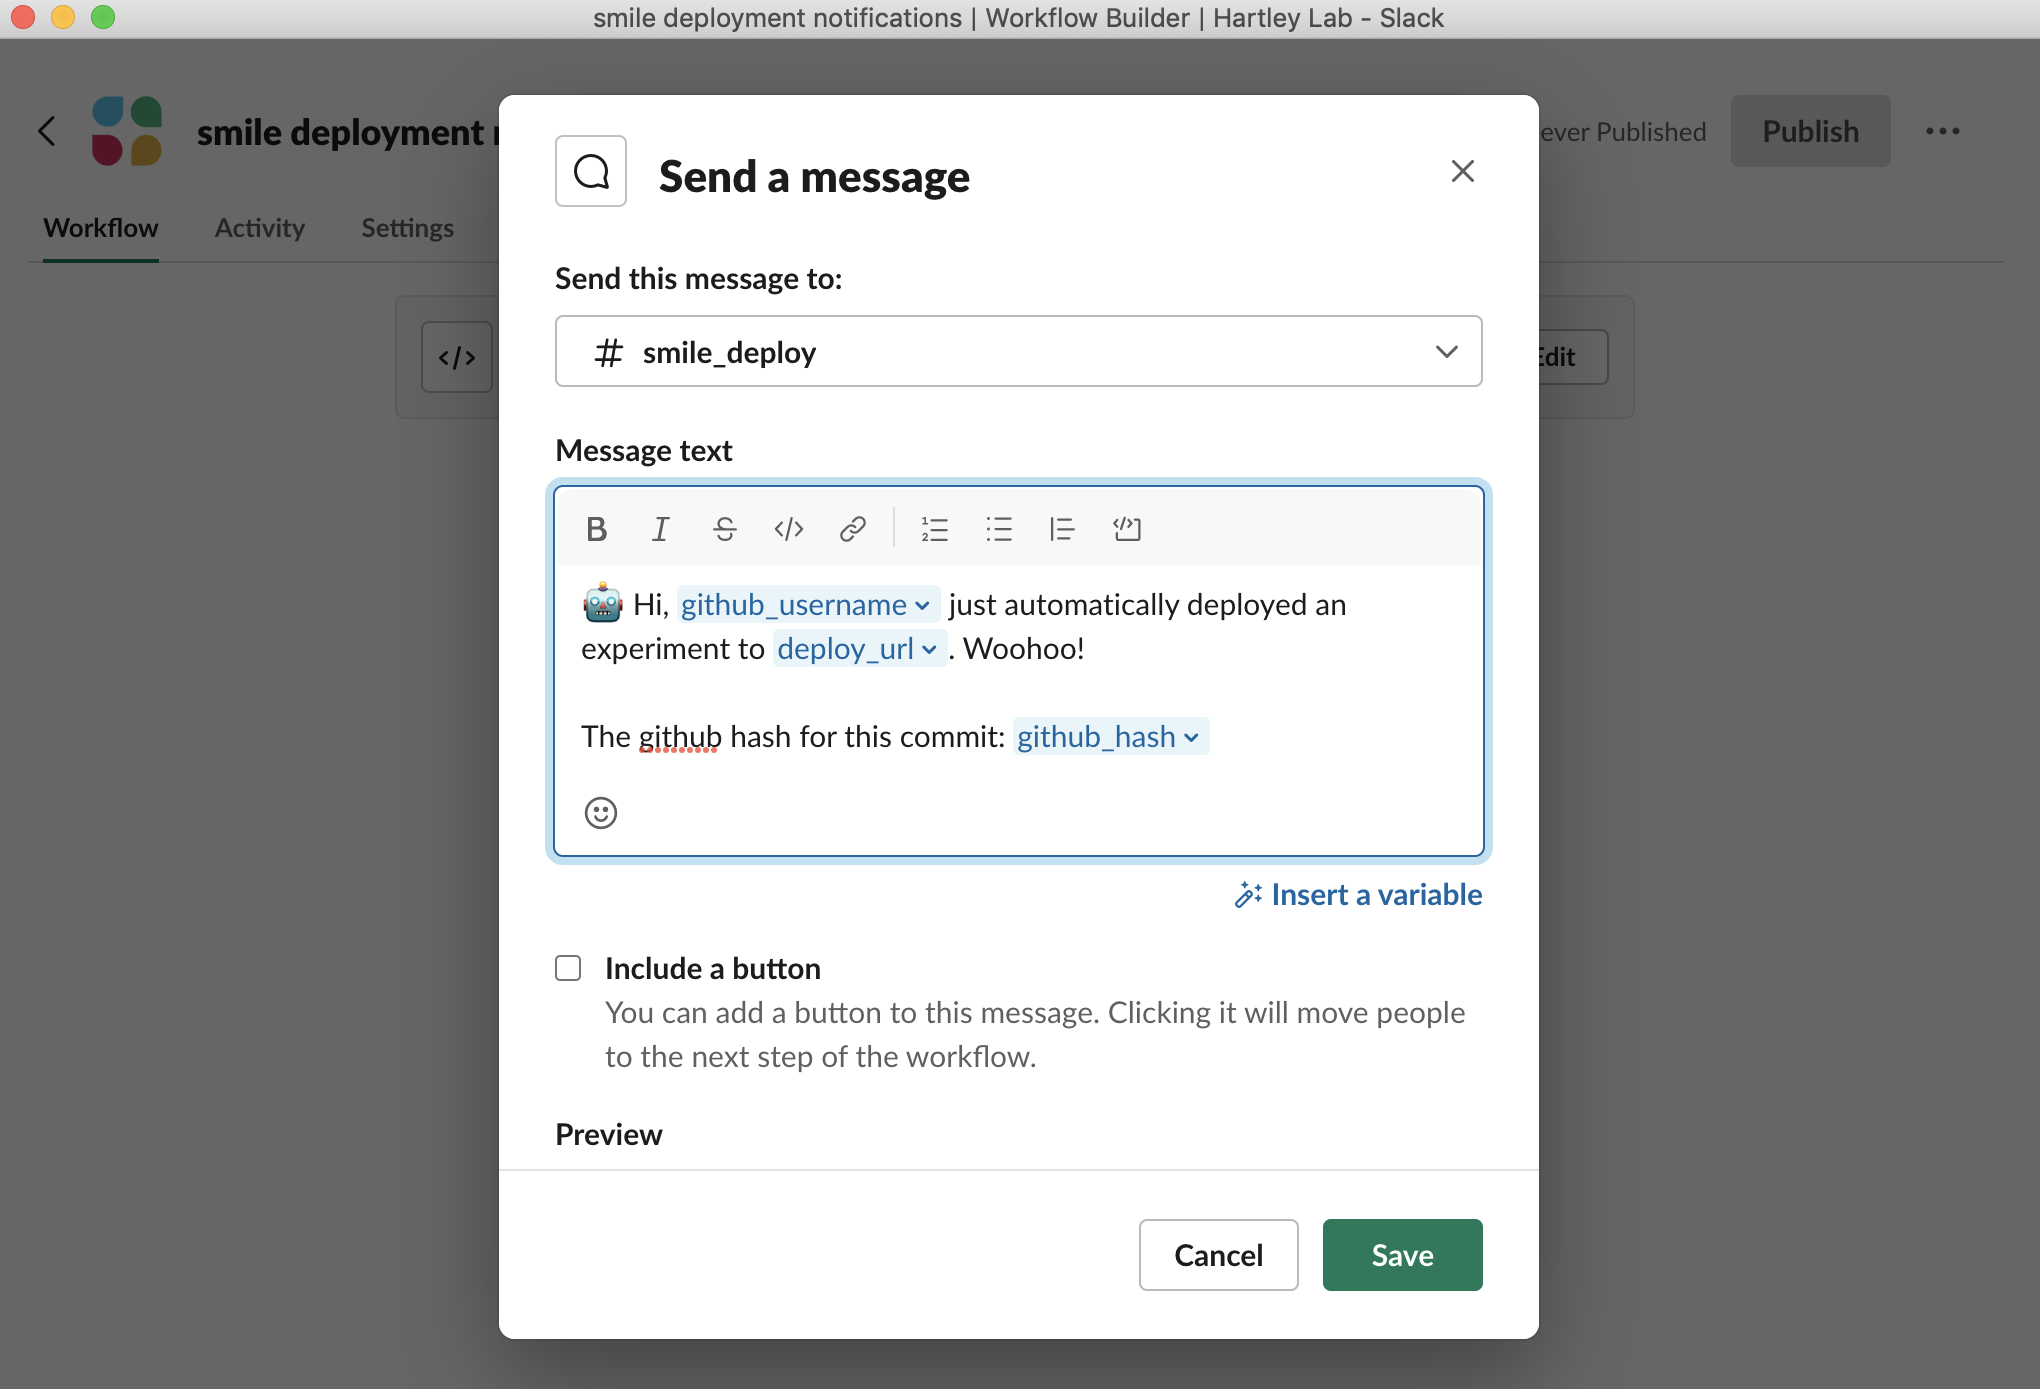 smile deployment notifications | Workflow Builder | Hartley Lab - Slack
smile deployment
ever Published
Publish
Workflow
Activity
Settings
Edit
Send a message
Send this message to:
# smile_deploy
Message text
🤖 Hi, github_username just automatically deployed an
experiment to deploy_url . Woohoo!
The github hash for this commit: github_hash
Insert a variable
Include a button
You can add a button to this message. Clicking it will move people
to the next step of the workflow.
Preview
Cancel
Save